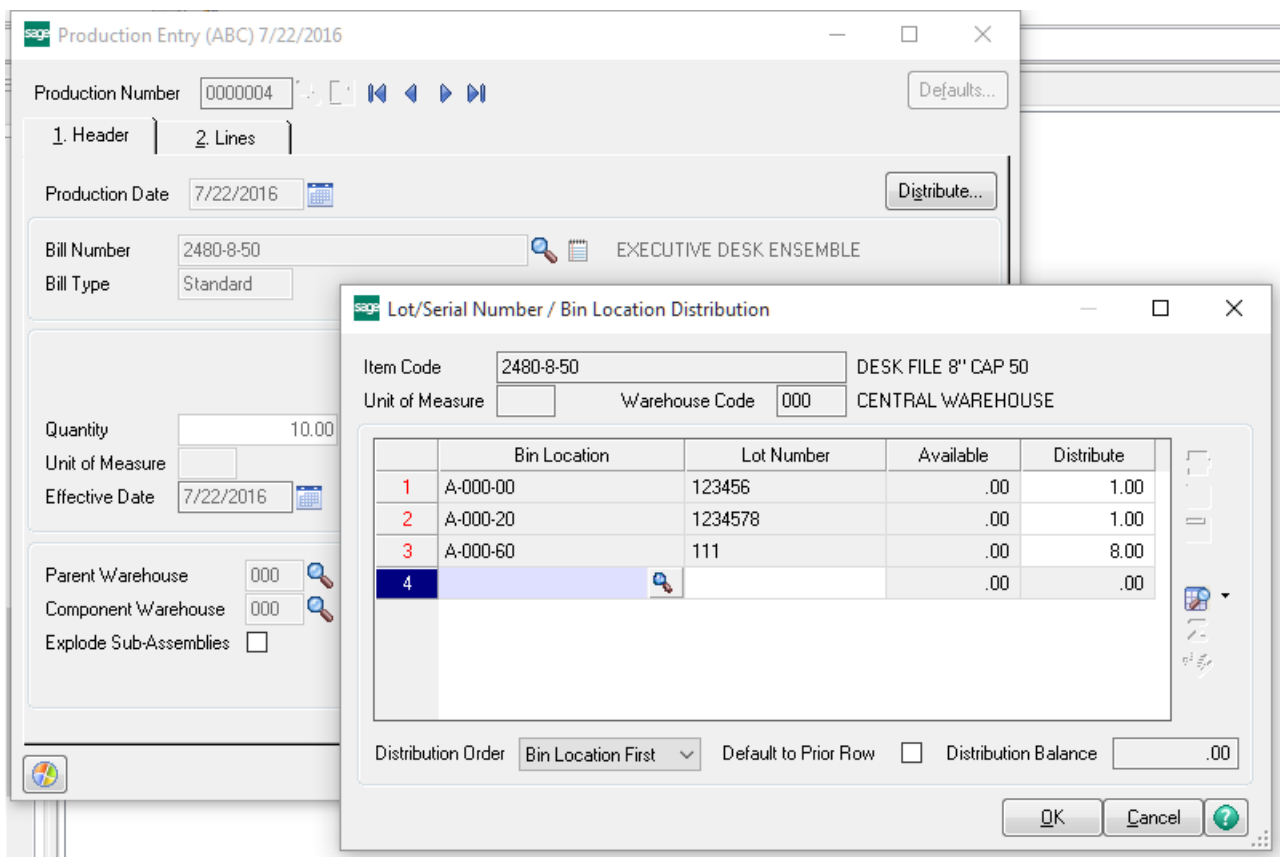 sage Production Entry (ABC) 7/22/2016
Production Number 0000004 Defaults...
1. Header 2. Lines
Production Date 7/22/2016 Distribute...
Bill Number 2480-8-50 EXECUTIVE DESK ENSEMBLE
Bill Type Standard
Quantity 10.00
Unit of Measure
Effective Date 7/22/2016
Parent Warehouse 000
Component Warehouse 000
Explode Sub-Assemblies
sage Lot/Serial Number / Bin Location Distribution
Item Code 2480-8-50 DESK FILE 8" CAP 50
Unit of Measure Warehouse Code 000 CENTRAL WAREHOUSE
Bin Location Lot Number Available Distribute
1 A-000-00 123456 .00 1.00
2 A-000-20 1234578 .00 1.00
3 A-000-60 111 .00 8.00
4 .00 .00
Distribution Order Bin Location First Default to Prior Row Distribution Balance .00
OK Cancel ?